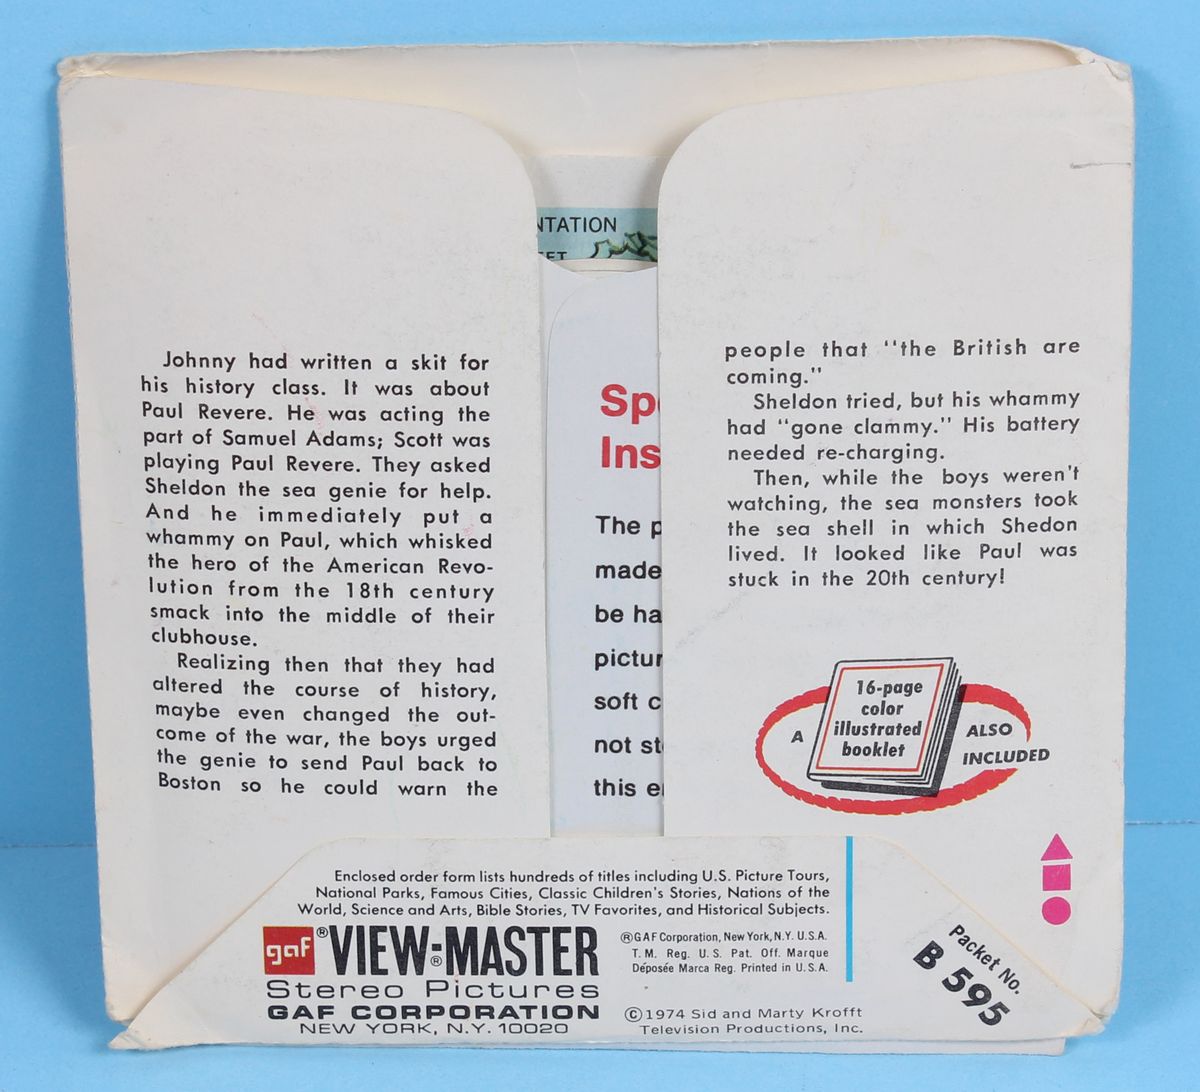 Johnny had written a skit for
his history class. It was about
Paul Revere. He was acting the
part of Samuel Adams; Scott was
playing Paul Revere. They asked
Sheldon the sea genie for help.
And he immediately put a
whammy on Paul, which whisked
the hero of the American Revo-
lution from the 18th century
smack into the middle of their
clubhouse.
Realizing then that they had
altered the course of history,
maybe even changed the out-
come of the war, the boys urged
the genie to send Paul back to
Boston so he could warn the
NTATION
Sp
Ins
The p
made
be ha
pictur
soft c
not st
this e
people that "the British are
coming."
Sheldon tried, but his whammy
had "gone clammy." His battery
needed re-charging.
Then, while the boys weren't
watching, the sea monsters took
the sea shell in which Shedon
lived. It looked like Paul was
stuck in the 20th century!
A
16-page
color
illustrated
booklet
ALSO
INCLUDED
Enclosed order form lists hundreds of titles including U.S. Picture Tours,
National Parks, Famous Cities, Classic Children's Stories, Nations of the
World, Science and Arts, Bible Stories, TV Favorites, and Historical Subjects.
gaf® VIEW-MASTER®
Stereo Pictures
GAF CORPORATION
NEW YORK, N.Y. 10020
®GAF Corporation, New York, N.Y. U.S.A.
T. M. Reg. U. S. Pat. Off. Marque
Déposée Marca Reg. Printed in U. S. A.
©1974 Sid and Marty Krofft
Television Productions, Inc.
Packet No.
B 595